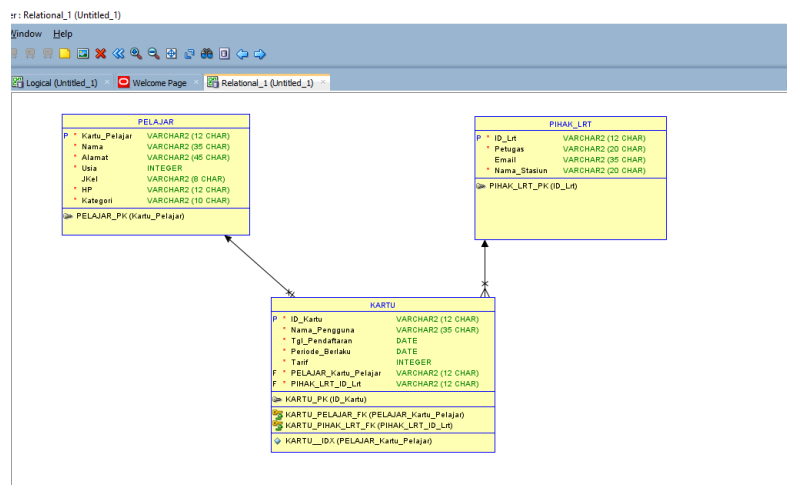 er : Relational_1 (Untitled_1)
Window Help
Logical (Untitled_1) × Welcome Page × Relational_1 (Untitled_1) ×
PELAJAR
P * Kartu_Pelajar VARCHAR2 (12 CHAR)
* Nama VARCHAR2 (35 CHAR)
* Alamat VARCHAR2 (45 CHAR)
* Usia INTEGER
JKel VARCHAR2 (8 CHAR)
* HP VARCHAR2 (12 CHAR)
* Kategori VARCHAR2 (10 CHAR)
PELAJAR_PK (Kartu_Pelajar)
PIHAK_LRT
P * ID_Lrt VARCHAR2 (12 CHAR)
* Petugas VARCHAR2 (20 CHAR)
Email VARCHAR2 (35 CHAR)
* Nama_Stasiun VARCHAR2 (20 CHAR)
PIHAK_LRT_PK (ID_Lrt)
KARTU
P * ID_Kartu VARCHAR2 (12 CHAR)
* Nama_Pengguna VARCHAR2 (35 CHAR)
* Tgl_Pendaftaran DATE
* Periode_Berlaku DATE
* Tarif INTEGER
F * PELAJAR_Kartu_Pelajar VARCHAR2 (12 CHAR)
F * PIHAK_LRT_ID_Lrt VARCHAR2 (12 CHAR)
KARTU_PK (ID_Kartu)
KARTU_PELAJAR_FK (PELAJAR_Kartu_Pelajar)
KARTU_PIHAK_LRT_FK (PIHAK_LRT_ID_Lrt)
KARTU__IDX (PELAJAR_Kartu_Pelajar)